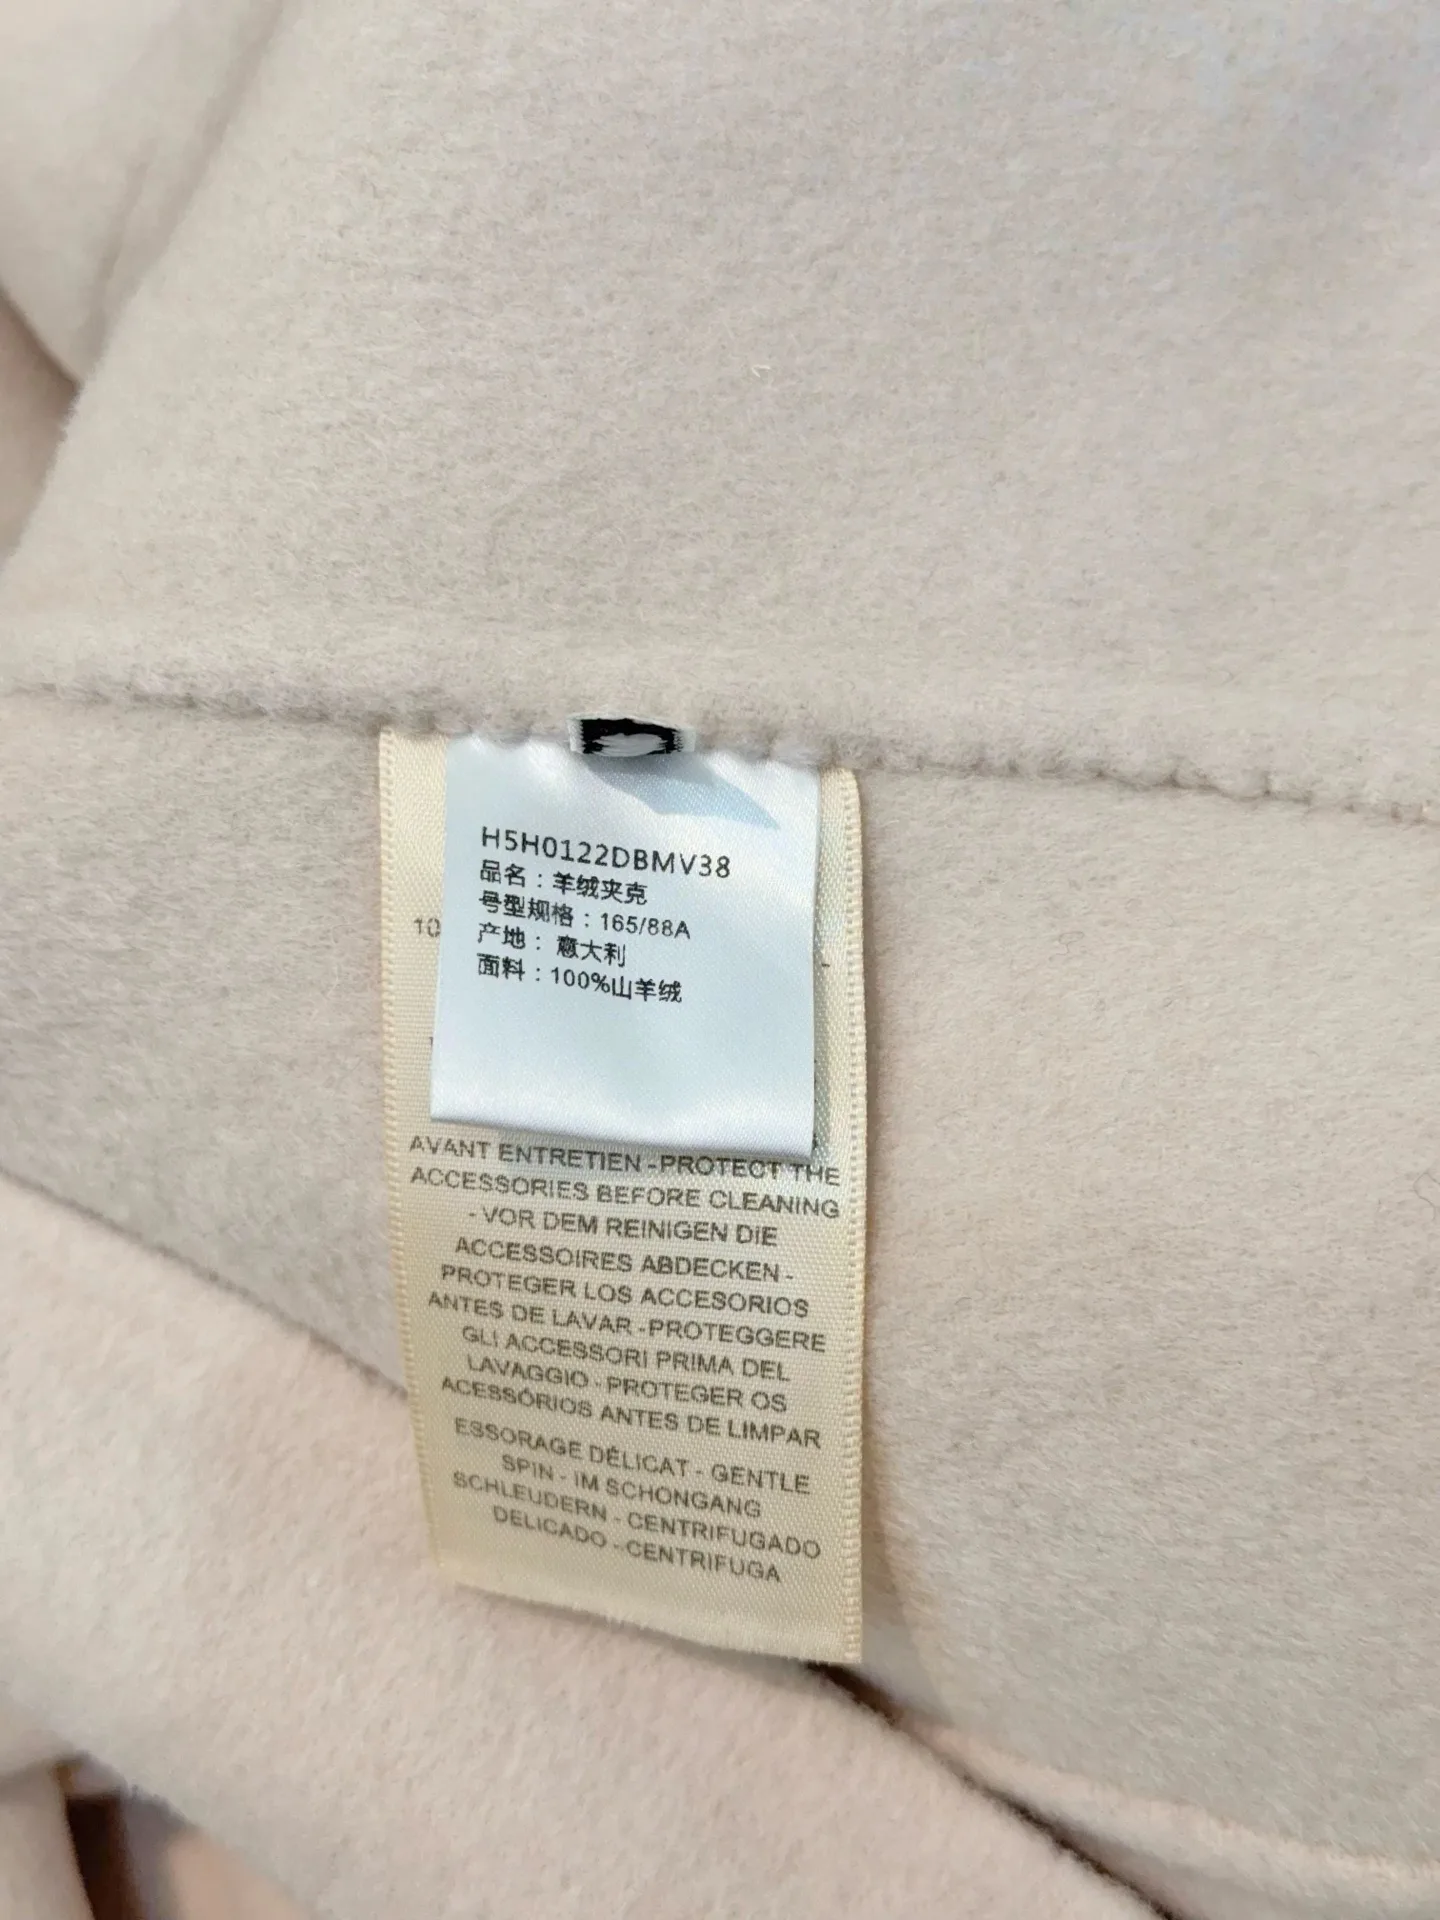 H5H0122DBMV38
品名：羊绒夹克
号型规格：165/88A
产地： 意大利
面料：100%山羊绒
10
AVANT ENTRETIEN -PROTECT THE
ACCESSORIES BEFORE CLEANING
- VOR DEM REINIGEN DIE
ACCESSOIRES ABDECKEN -
PROTEGER LOS ACCESORIOS
ANTES DE LAVAR -PROTEGGERE
GLI ACCESSORI PRIMA DEL
LAVAGGIO - PROTEGER OS
ACESSÓRIOS ANTES DE LIMPAR
ESSORAGE DÉLICAT - GENTLE
SPIN - IM SCHONGANG
SCHLEUDERN - CENTRIFUGADO
DELICADO - CENTRIFUGA